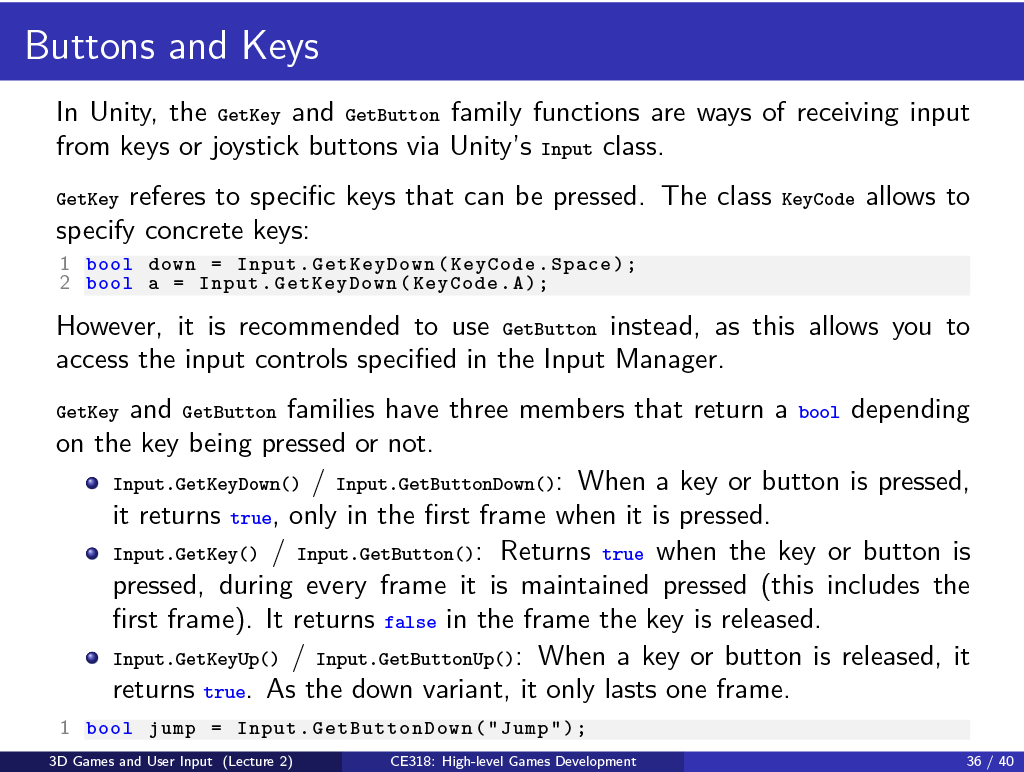 Buttons and Keys
In Unity, the GetKey and GetButton family functions are ways of receiving input
from keys or joystick buttons via Unity's Input class.
GetKey referes to specific keys that can be pressed. The class KeyCode allows to
specify concrete keys:
1 bool down = Input.GetKeyDown(KeyCode.Space);
2 bool a = Input.GetKeyDown(KeyCode.A);
However, it is recommended to use GetButton instead, as this allows you to
access the input controls specified in the Input Manager.
GetKey and GetButton families have three members that return a bool depending
on the key being pressed or not.
Input.GetKeyDown() / Input.GetButtonDown(): When a key or button is pressed,
it returns true, only in the first frame when it is pressed.
Input.GetKey() / Input.GetButton(): Returns true when the key or button is
pressed, during every frame it is maintained pressed (this includes the
first frame). It returns false in the frame the key is released.
Input.GetKeyUp() / Input.GetButtonUp(): When a key or button is released, it
returns true. As the down variant, it only lasts one frame.
1 bool jump = Input.GetButtonDown("Jump");
3D Games and User Input (Lecture 2) CE318: High-level Games Development 36 / 40